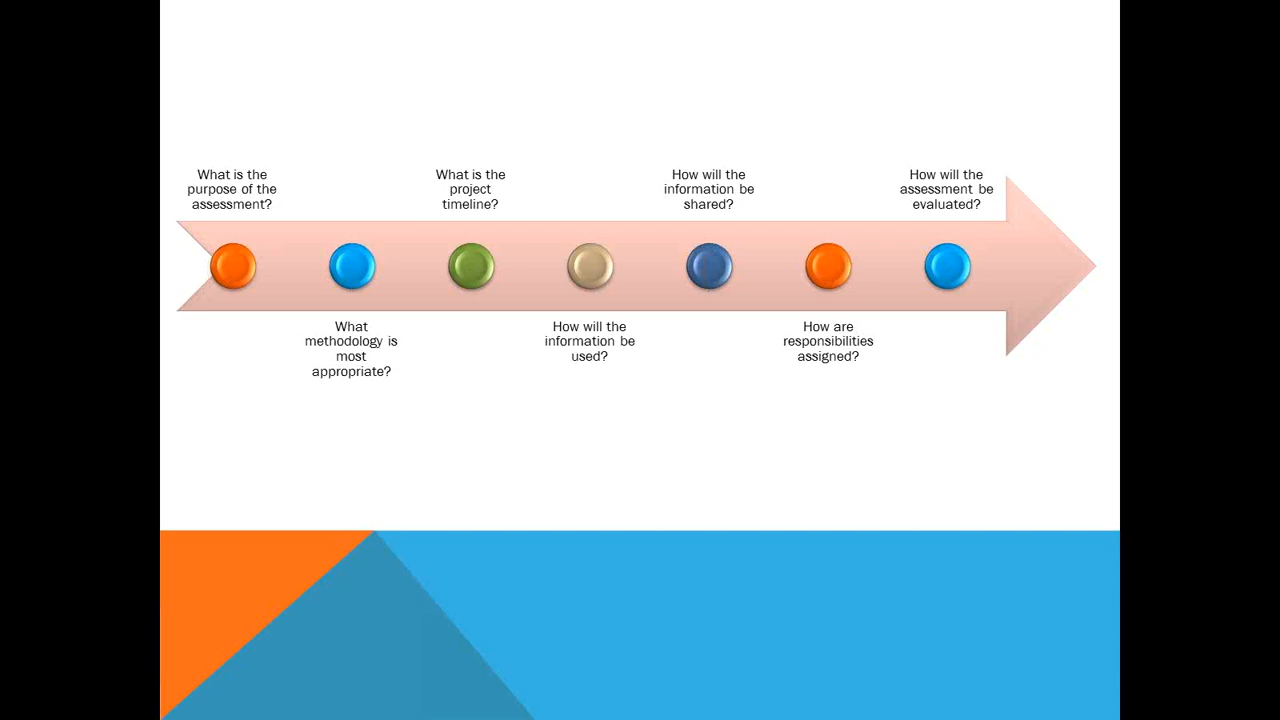 What is the
purpose of the
assessment?
What
methodology is
most
appropriate?
What is the
project
timeline?
How will the
information be
used?
How will the
information be
shared?
How are
responsibilities
assigned?
How will the
assessment be
evaluated?